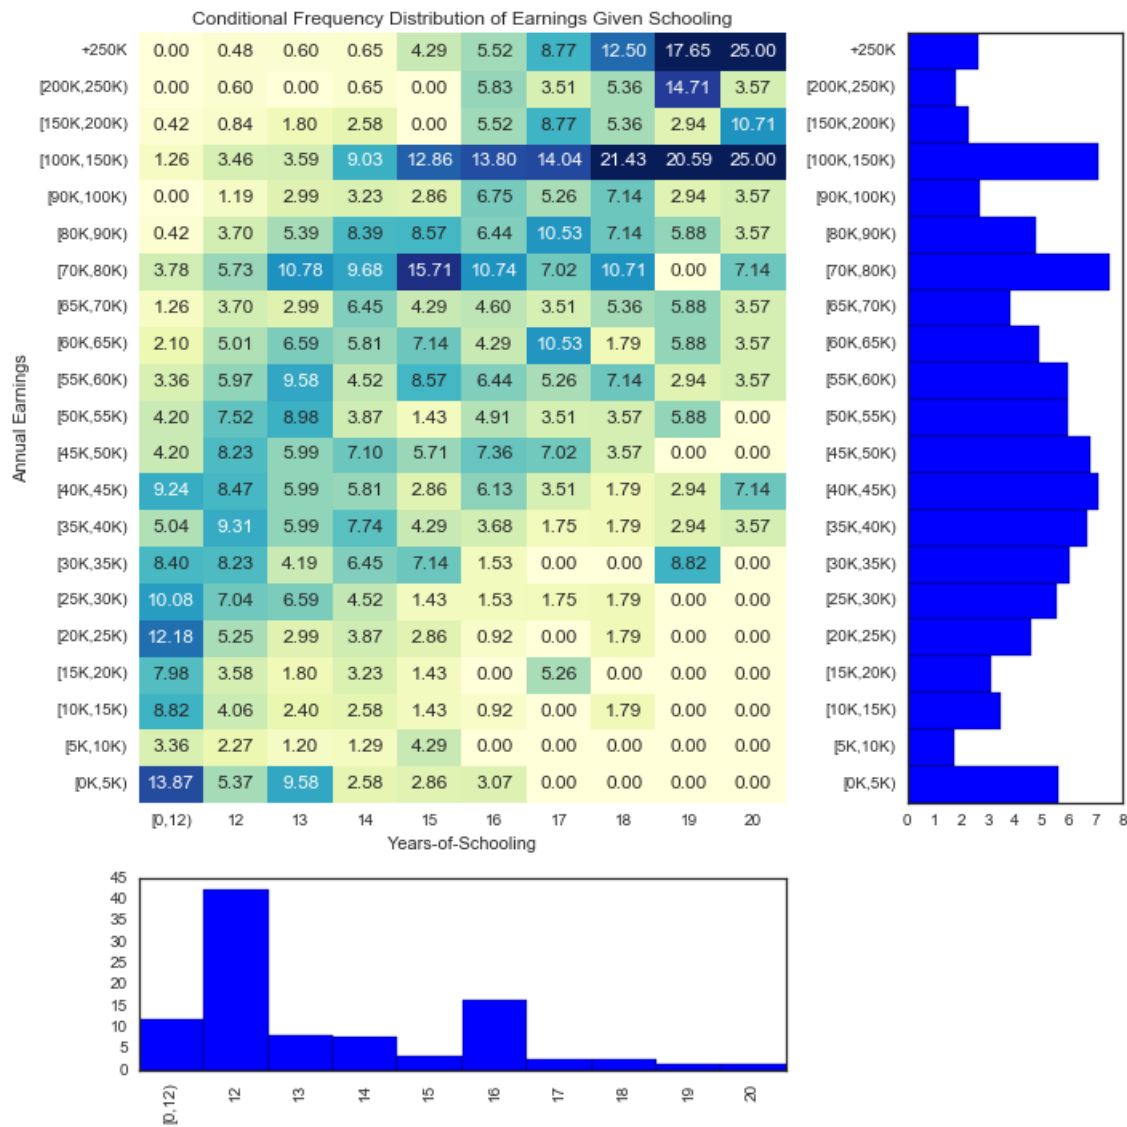 Conditional Frequency Distribution of Earnings Given Schooling
+250K 0.00 0.48 0.60 0.65 4.29 5.52 8.77 12.50 17.65 25.00 +250K
[200K,250K) 0.00 0.60 0.00 0.65 0.00 5.83 3.51 5.36 14.71 3.57 [200K,250K)
[150K,200K) 0.42 0.84 1.80 2.58 0.00 5.52 8.77 5.36 2.94 10.71 [150K,200K)
[100K,150K) 1.26 3.46 3.59 9.03 12.86 13.80 14.04 21.43 20.59 25.00 [100K,150K)
[90K,100K) 0.00 1.19 2.99 3.23 2.86 6.75 5.26 7.14 2.94 3.57 [90K,100K)
[80K,90K) 0.42 3.70 5.39 8.39 8.57 6.44 10.53 7.14 5.88 3.57 [80K,90K)
[70K,80K) 3.78 5.73 10.78 9.68 15.71 10.74 7.02 10.71 0.00 7.14 [70K,80K)
[65K,70K) 1.26 3.70 2.99 6.45 4.29 4.60 3.51 5.36 5.88 3.57 [65K,70K)
[60K,65K) 2.10 5.01 6.59 5.81 7.14 4.29 10.53 1.79 5.88 3.57 [60K,65K)
[55K,60K) 3.36 5.97 9.58 4.52 8.57 6.44 5.26 7.14 2.94 3.57 [55K,60K)
[50K,55K) 4.20 7.52 8.98 3.87 1.43 4.91 3.51 3.57 5.88 0.00 [50K,55K)
[45K,50K) 4.20 8.23 5.99 7.10 5.71 7.36 7.02 3.57 0.00 0.00 [45K,50K)
[40K,45K) 9.24 8.47 5.99 5.81 2.86 6.13 3.51 1.79 2.94 7.14 [40K,45K)
[35K,40K) 5.04 9.31 5.99 7.74 4.29 3.68 1.75 1.79 2.94 3.57 [35K,40K)
[30K,35K) 8.40 8.23 4.19 6.45 7.14 1.53 0.00 0.00 8.82 0.00 [30K,35K)
[25K,30K) 10.08 7.04 6.59 4.52 1.43 1.53 1.75 1.79 0.00 0.00 [25K,30K)
[20K,25K) 12.18 5.25 2.99 3.87 2.86 0.92 0.00 1.79 0.00 0.00 [20K,25K)
[15K,20K) 7.98 3.58 1.80 3.23 1.43 0.00 5.26 0.00 0.00 0.00 [15K,20K)
[10K,15K) 8.82 4.06 2.40 2.58 1.43 0.92 0.00 1.79 0.00 0.00 [10K,15K)
[5K,10K) 3.36 2.27 1.20 1.29 4.29 0.00 0.00 0.00 0.00 0.00 [5K,10K)
[0K,5K) 13.87 5.37 9.58 2.58 2.86 3.07 0.00 0.00 0.00 0.00 [0K,5K)
Annual Earnings
[0,12) 12 13 14 15 16 17 18 19 20
0 1 2 3 4 5 6 7 8
Years-of-Schooling
45
40
35
30
25
20
15
10
5
0
[0,12) 12 13 14 15 16 17 18 19 20